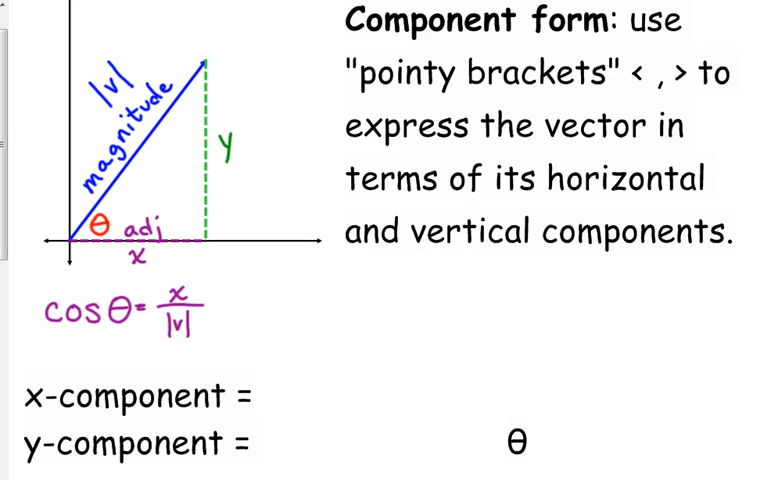 Component form: use
"pointy brackets" < , > to
express the vector in
terms of its horizontal
and vertical components.
|v|
magnitude
y
θ
adj
x
cos θ = x/|v|
x-component =
y-component =
θ